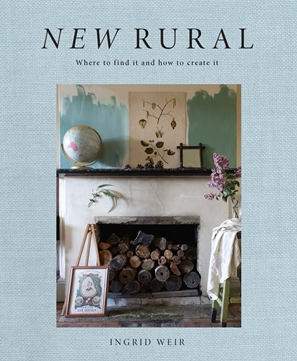 NEW RURAL
Where to find it and how to create it
INGRID WEIR